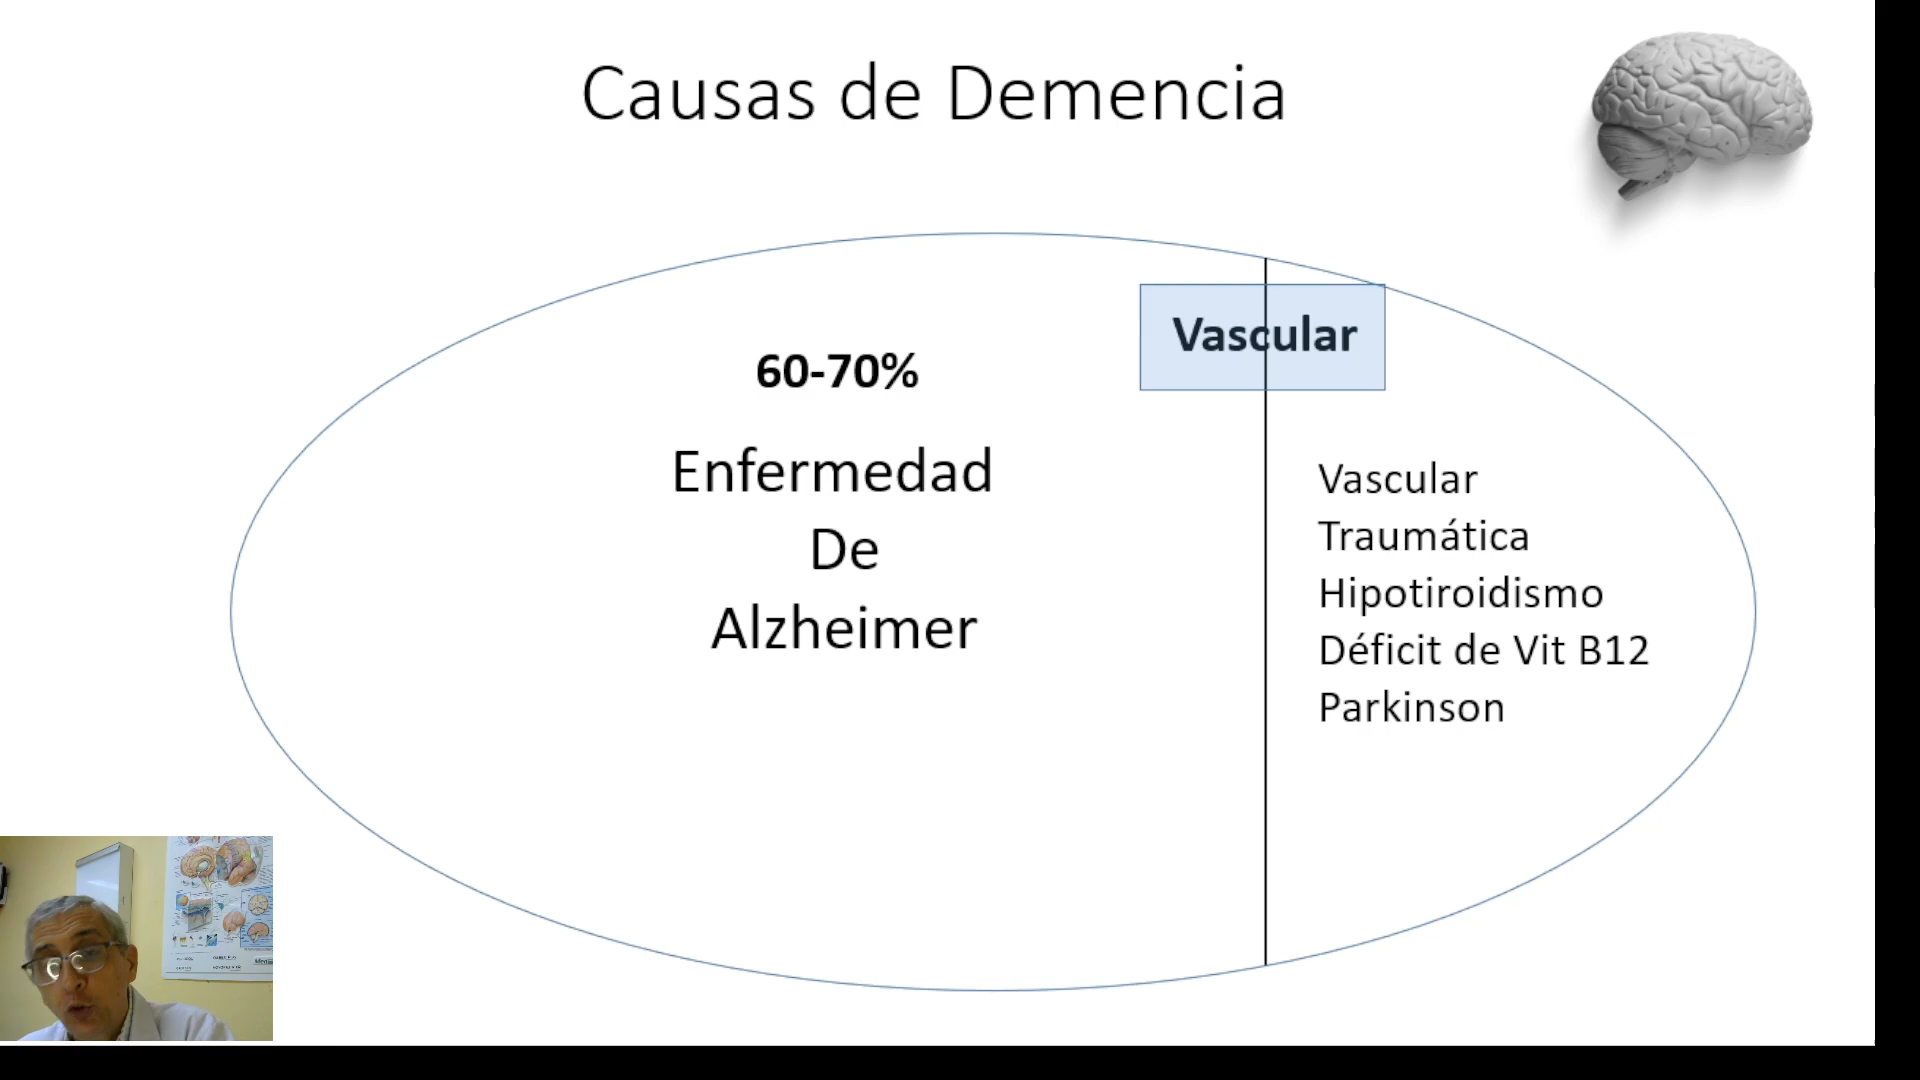 Causas de Demencia
Vascular
60-70%
Enfermedad
De
Alzheimer
Vascular
Traumática
Hipotiroidismo
Déficit de Vit B12
Parkinson